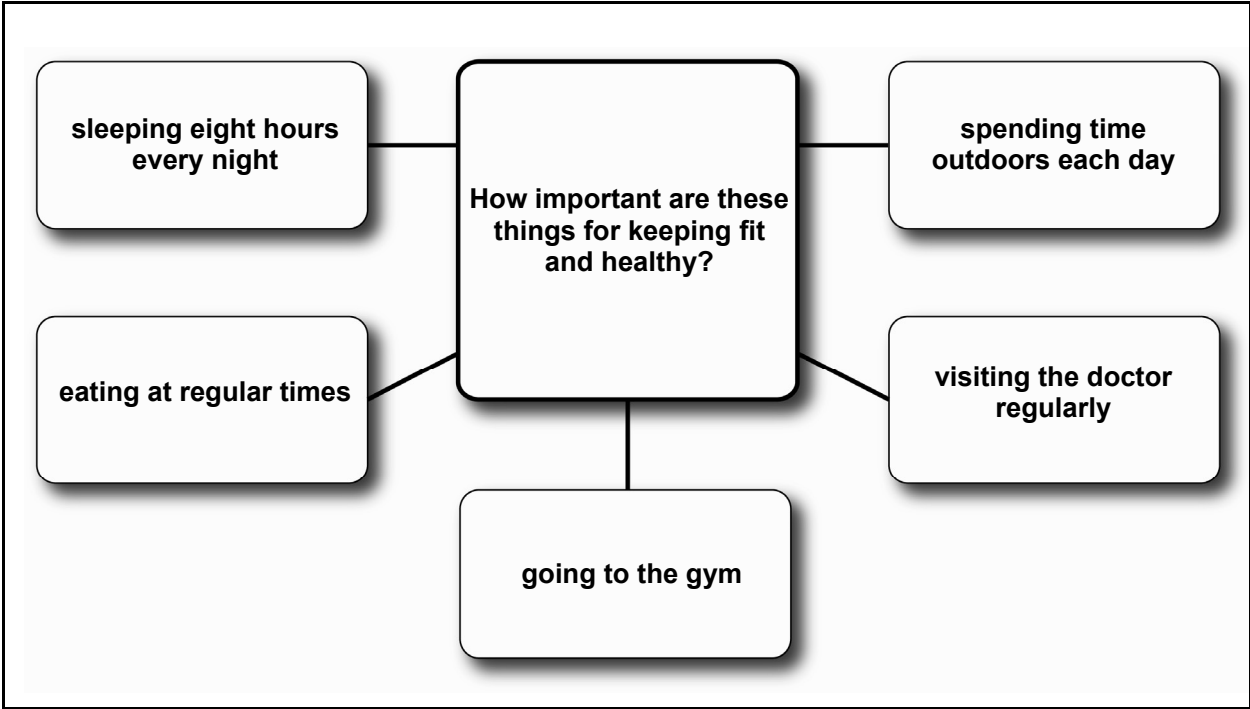 sleeping eight hours
every night
How important are these
things for keeping fit
and healthy?
spending time
outdoors each day
eating at regular times
visiting the doctor
regularly
going to the gym